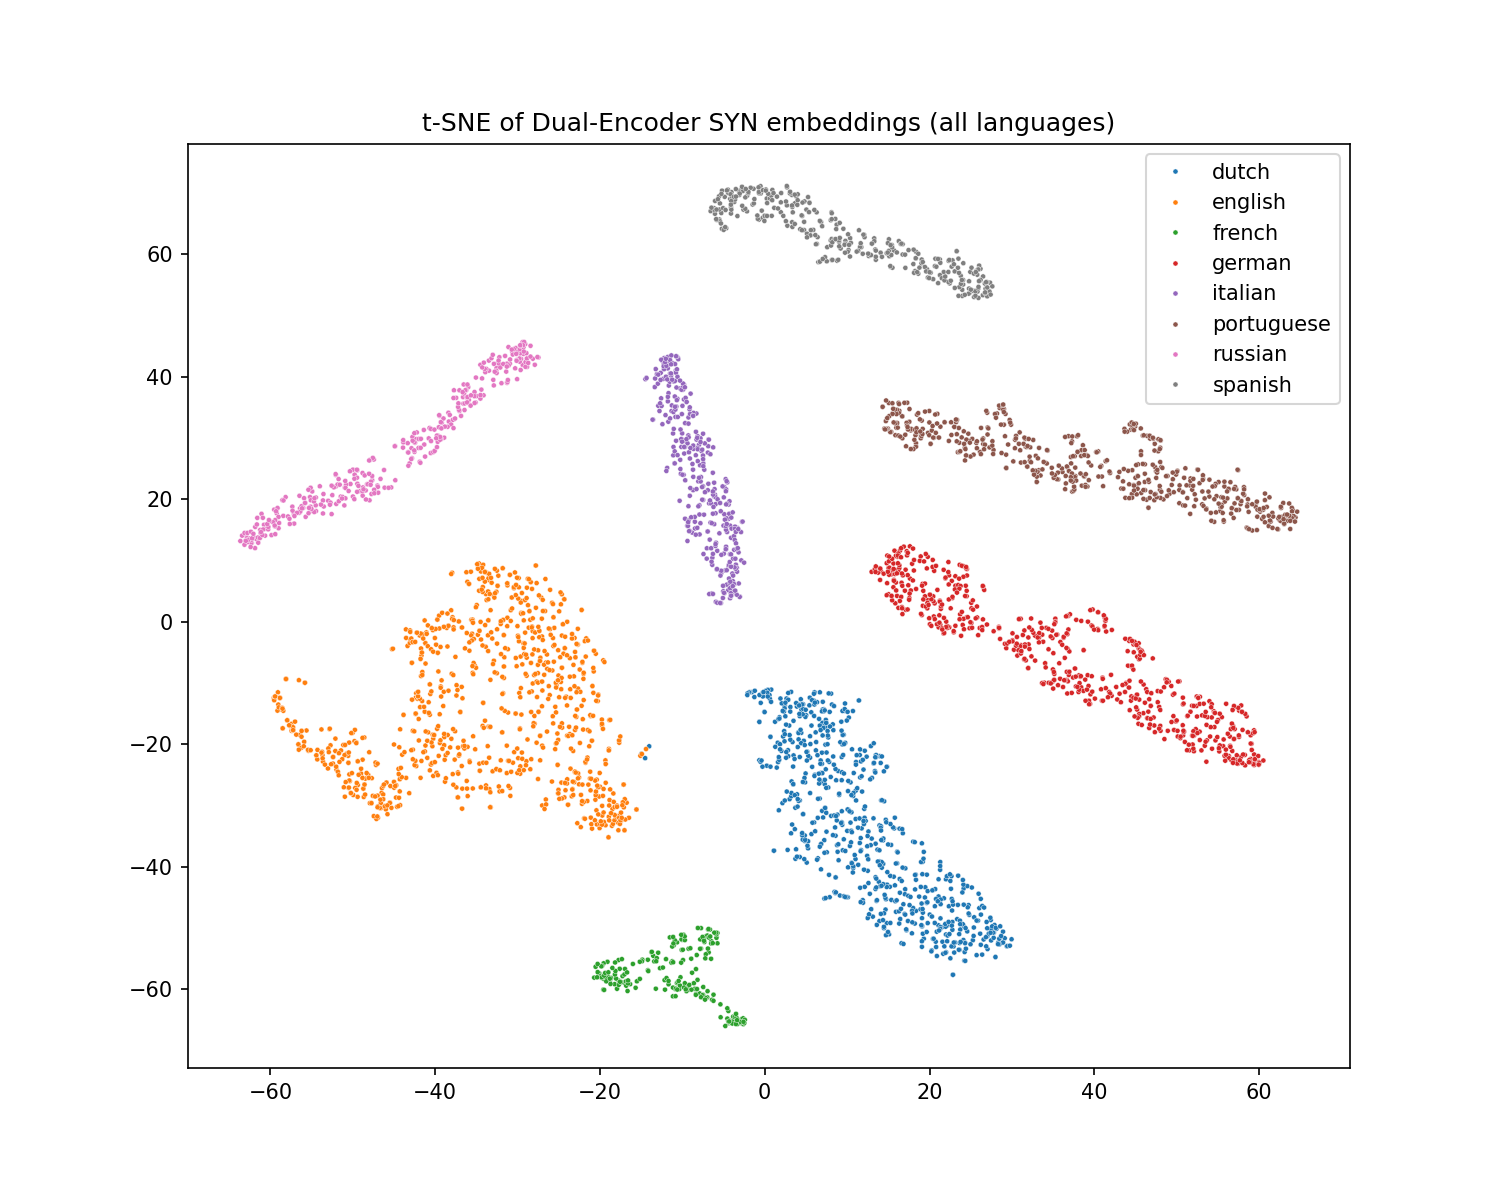 t-SNE of Dual-Encoder SYN embeddings (all languages)
dutch
english
french
german
italian
portuguese
russian
spanish
60
40
20
0
−20
−40
−60
−60
−40
−20
0
20
40
60